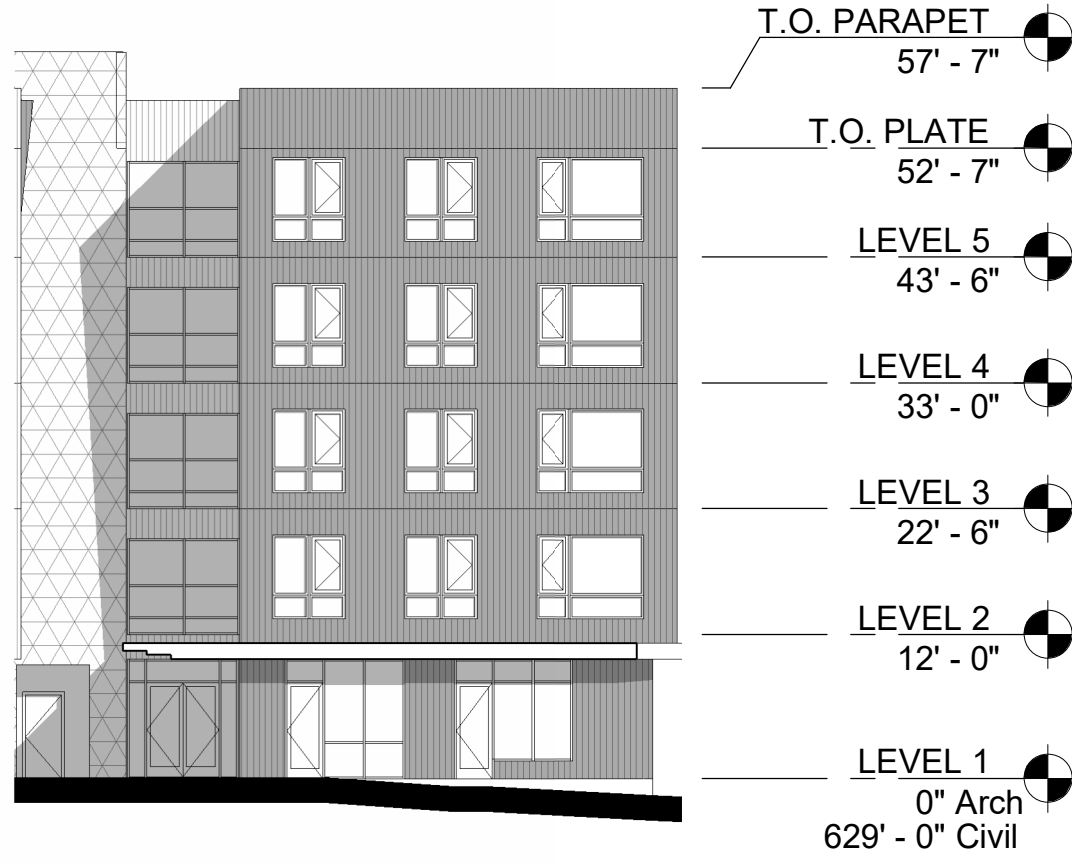 T.O. PARAPET
57' - 7"
T.O. PLATE
52' - 7"
LEVEL 5
43' - 6"
LEVEL 4
33' - 0"
LEVEL 3
22' - 6"
LEVEL 2
12' - 0"
LEVEL 1
0" Arch
629' - 0" Civil